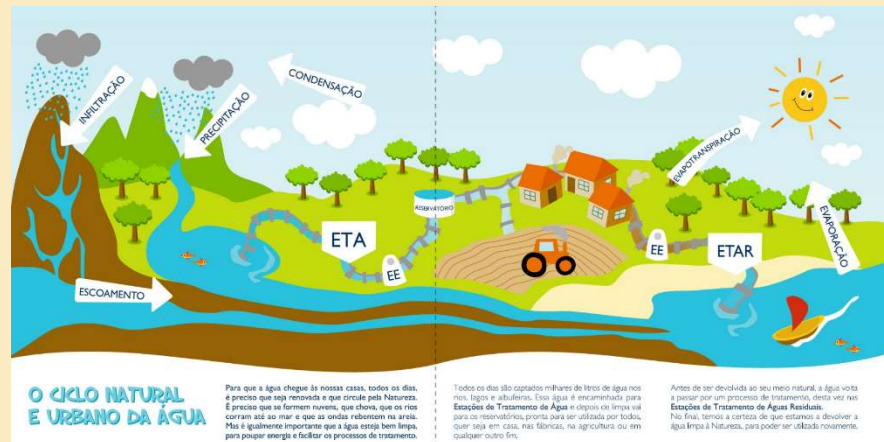 INFILTRAÇÃO
PRECIPITAÇÃO
CONDENSAÇÃO
EVAPOTRANSPIRAÇÃO
EVAPORAÇÃO
RESERVATÓRIO
ETA
EE
EE
ETAR
ESCOAMENTO
O CICLO NATURAL
E URBANO DA ÁGUA
Para que a água chegue às nossas casas, todos os dias,
é preciso que seja renovada e que circule pela Natureza.
É preciso que se formem nuvens, que chova, que os rios
corram até ao mar e que as ondas rebentem na areia.
Mas é igualmente importante que a água esteja bem limpa,
para poupar energia e facilitar os processos de tratamento.
Todos os dias são captados milhares de litros de água nos
rios, lagos e albufeiras. Essa água é encaminhada para
Estações de Tratamento de Água e depois de limpa vai
para os reservatórios, pronta para ser utilizada por todos,
quer seja em casa, nas fábricas, na agricultura ou em
qualquer outro fim.
Antes de ser devolvida ao seu meio natural, a água volta
a passar por um processo de tratamento, desta vez nas
Estações de Tratamento de Águas Residuais.
No final, temos a certeza de que estamos a devolver a
água limpa à Natureza, para poder ser utilizada novamente.